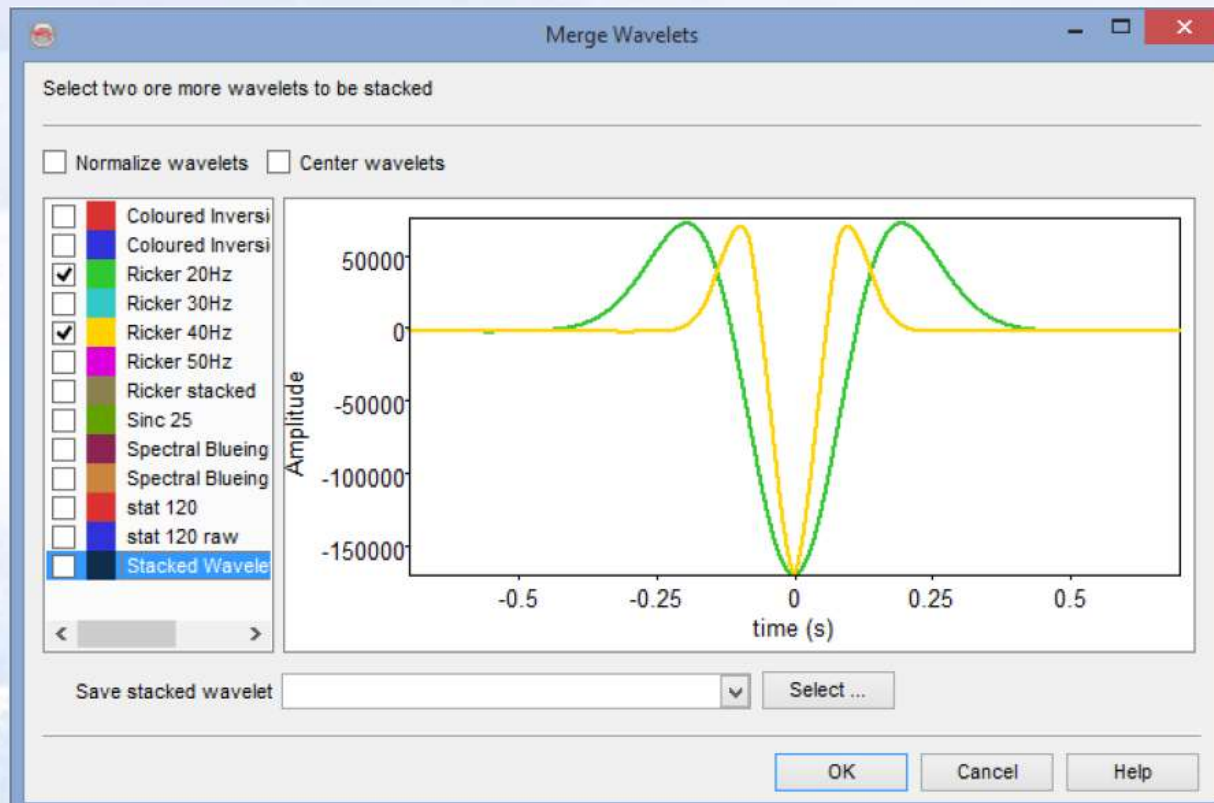 Merge Wavelets
Select two ore more wavelets to be stacked
Normalize wavelets Center wavelets
Coloured Inversi
Coloured Inversi
Ricker 20Hz
Ricker 30Hz
Ricker 40Hz
Ricker 50Hz
Ricker stacked
Sinc 25
Spectral Blueing
Spectral Blueing
stat 120
stat 120 raw
Stacked Wavele
Amplitude
50000
0
-50000
-100000
-150000
-0.5 -0.25 0 0.25 0.5
time (s)
Save stacked wavelet Select ...
OK Cancel Help